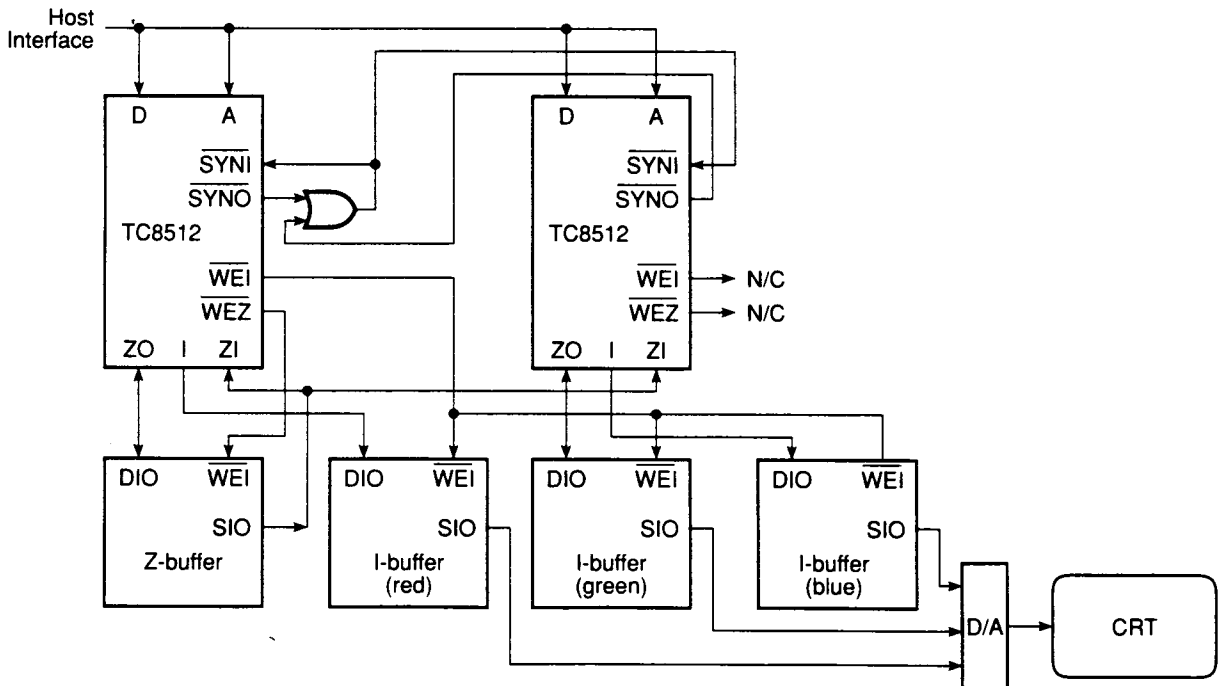 Host
Interface
D A
SYNI
SYNO
TC8512
WEI
WEZ
ZO I ZI
D A
SYNI
SYNO
TC8512
WEI N/C
WEZ N/C
ZO I ZI
DIO WEI
SIO
Z-buffer
DIO WEI
SIO
I-buffer
(red)
DIO WEI
SIO
I-buffer
(green)
DIO WEI
SIO
I-buffer
(blue)
D/A
CRT